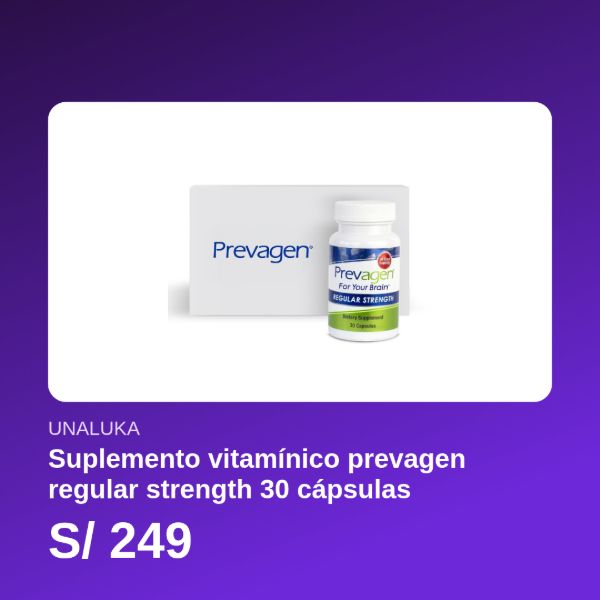 Prevagen®
Prevagen
For Your Brain
REGULAR STRENGTH
Dietary Supplement
30 Capsules
UNALUKA
Suplemento vitamínico prevagen
regular strength 30 cápsulas
S/ 249